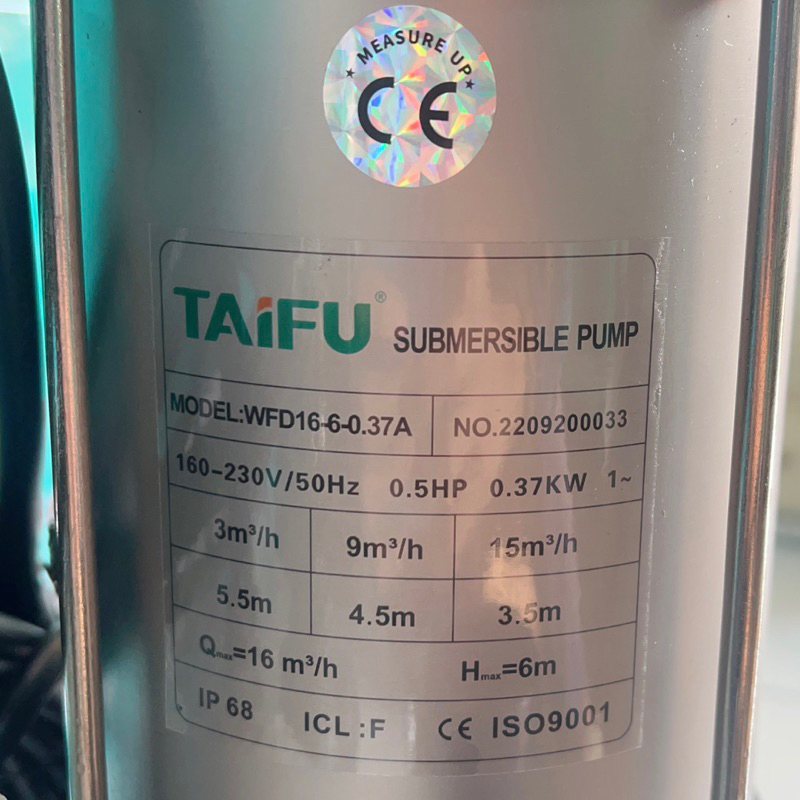 ★ MEASURE UP ★
CE
TAiFU® SUBMERSIBLE PUMP
MODEL:WFD16-6-0.37A NO.2209200033
160-230V/50Hz 0.5HP 0.37KW 1~
3m³/h 9m³/h 15m³/h
5.5m 4.5m 3.5m
Qmax=16 m³/h Hmax=6m
IP 68 ICL :F CE ISO9001